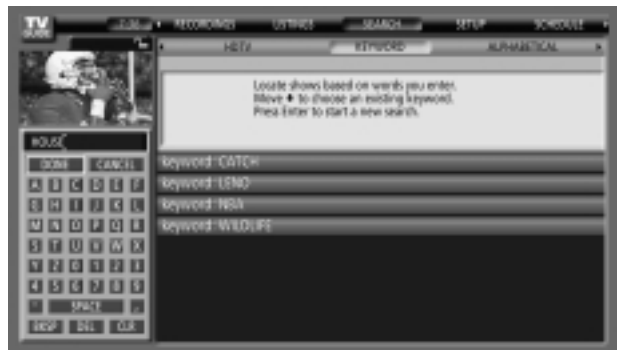 TV
GUIDE
RECORDINGS LISTINGS SEARCH SETUP SCHEDULE
HDTV KEYWORD ALPHABETICAL
Locate shows based on words you enter.
Move to choose an existing keyword.
Press Enter to start a new search.
HOUSE
DONE CANCEL
keyword: CATCH
keyword: LENO
keyword: NBA
keyword: WILDLIFE
A B C D E F
G H I J K L
M N O P Q R
S T U V W X
Y Z 0 1 2 3
4 5 6 7 8 9
SPACE
BKSP DEL CLR